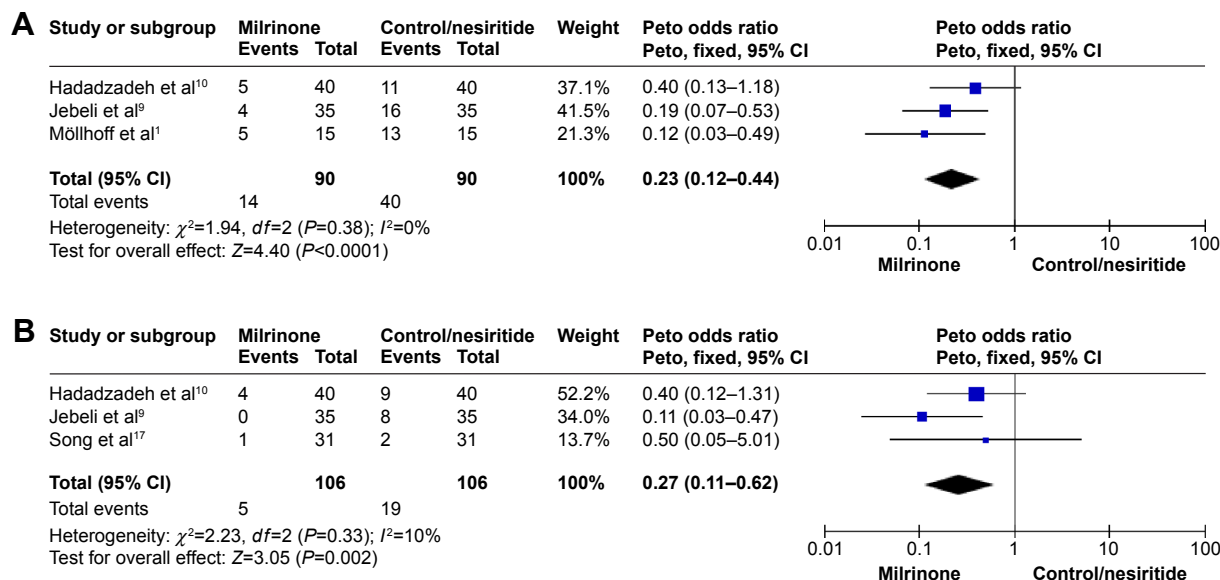 A
Study or subgroup Milrinone Control/nesiritide Weight Peto odds ratio Peto odds ratio
Events Total Events Total Peto, fixed, 95% CI Peto, fixed, 95% CI
Hadadzadeh et al¹⁰ 5 40 11 40 37.1% 0.40 (0.13–1.18)
Jebeli et al⁹ 4 35 16 35 41.5% 0.19 (0.07–0.53)
Möllhoff et al¹ 5 15 13 15 21.3% 0.12 (0.03–0.49)
Total (95% CI) 90 90 100% 0.23 (0.12–0.44)
Total events 14 40
Heterogeneity: χ²=1.94, df=2 (P=0.38); I²=0%
Test for overall effect: Z=4.40 (P<0.0001)
0.01 0.1 1 10 100
Milrinone Control/nesiritide
B
Study or subgroup Milrinone Control/nesiritide Weight Peto odds ratio Peto odds ratio
Events Total Events Total Peto, fixed, 95% CI Peto, fixed, 95% CI
Hadadzadeh et al¹⁰ 4 40 9 40 52.2% 0.40 (0.12–1.31)
Jebeli et al⁹ 0 35 8 35 34.0% 0.11 (0.03–0.47)
Song et al¹⁷ 1 31 2 31 13.7% 0.50 (0.05–5.01)
Total (95% CI) 106 106 100% 0.27 (0.11–0.62)
Total events 5 19
Heterogeneity: χ²=2.23, df=2 (P=0.33); I²=10%
Test for overall effect: Z=3.05 (P=0.002)
0.01 0.1 1 10 100
Milrinone Control/nesiritide